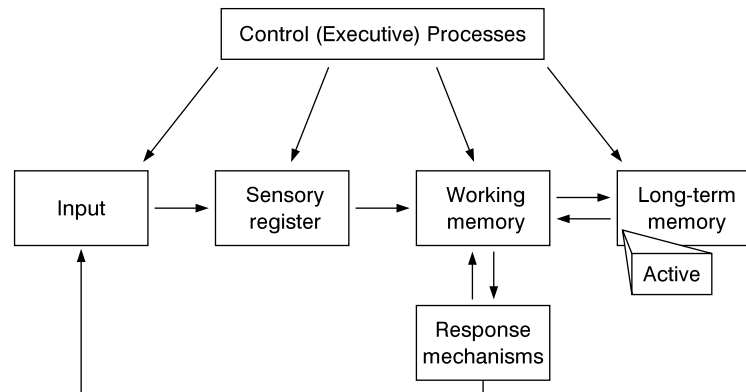 Control (Executive) Processes
Input
Sensory
register
Working
memory
Long-term
memory
Active
Response
mechanisms